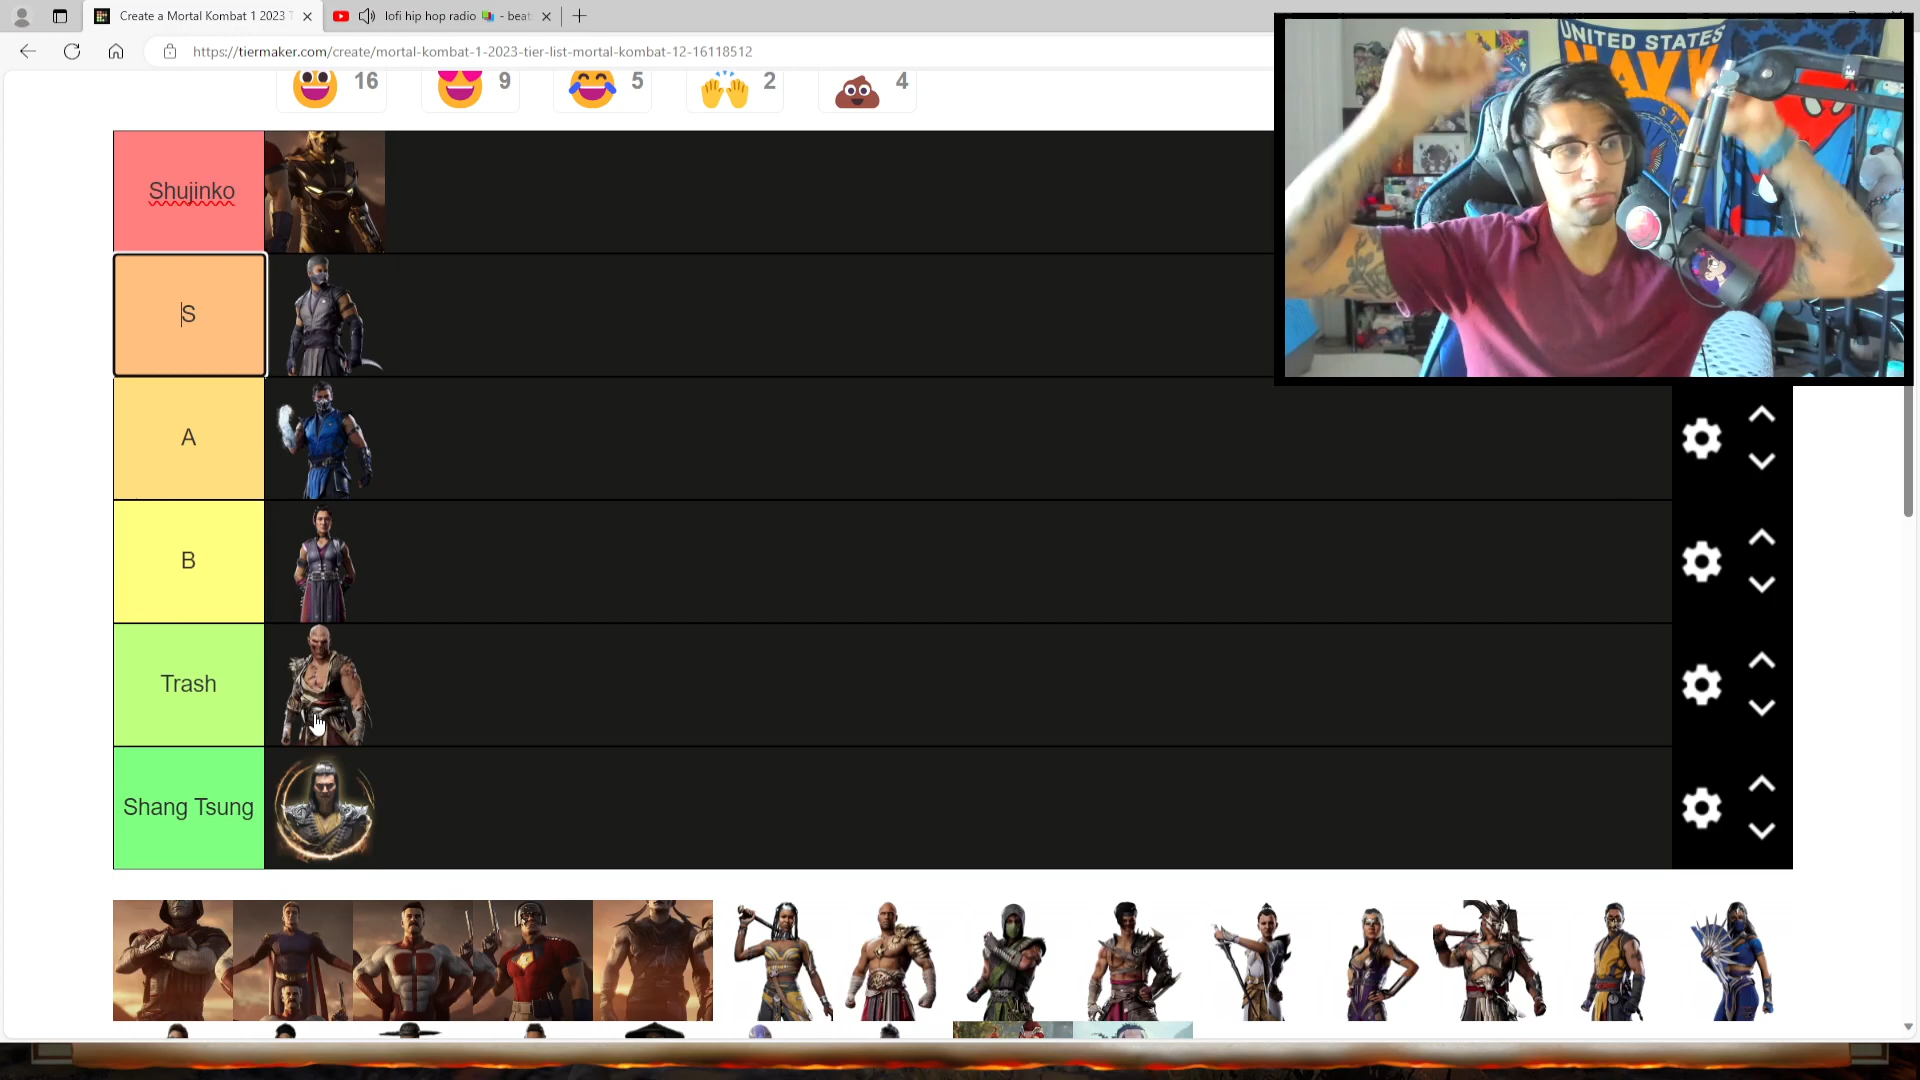 Create a Mortal Kombat 1 2023 T
lofi hip hop radio 📚 - beat
https://tiermaker.com/create/mortal-kombat-1-2023-tier-list-mortal-kombat-12-16118512
16 9 5 2 4
UNITED STATES
NAVY
Shujinko
S
A
B
Trash
Shang Tsung